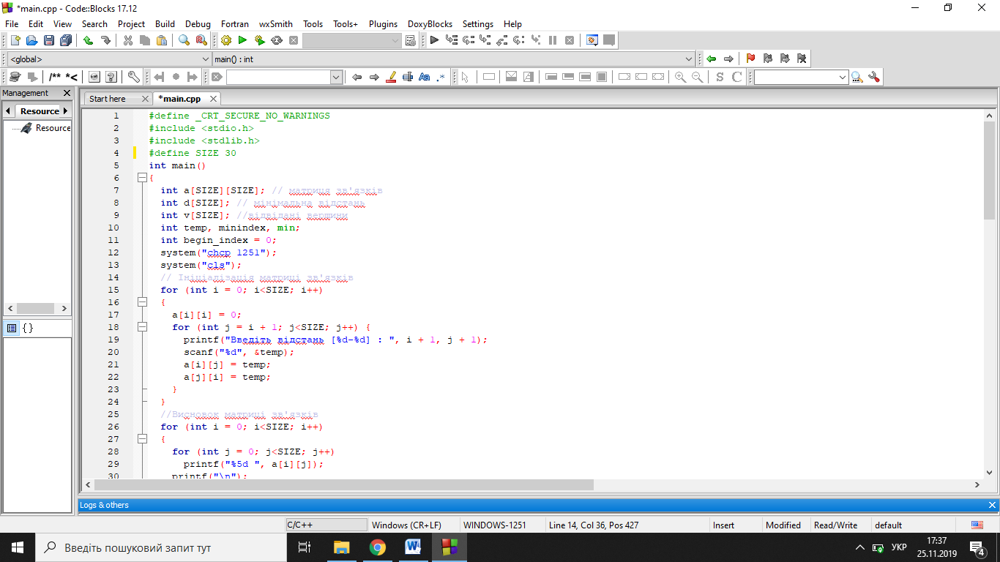 *main.cpp - Code::Blocks 17.12
File Edit View Search Project Build Debug Fortran wxSmith Tools Tools+ Plugins DoxyBlocks Settings Help
<global> main() : int
/** *<
Management
Start here *main.cpp
Resource
Resource
1 #define _CRT_SECURE_NO_WARNINGS
2 #include <stdio.h>
3 #include <stdlib.h>
4 #define SIZE 30
5 int main()
6 {
7 int a[SIZE][SIZE]; // матриця зв'язків
8 int d[SIZE]; // мінімальна відстань
9 int v[SIZE]; //відвідані вершини
10 int temp, minindex, min;
11 int begin_index = 0;
12 system("chcp 1251");
13 system("cls");
14 // Ініціалізація матриці зв'язків
15 for (int i = 0; i<SIZE; i++)
16 {
17 a[i][i] = 0;
18 for (int j = i + 1; j<SIZE; j++) {
19 printf("Введіть відстань [%d-%d] : ", i + 1, j + 1);
20 scanf("%d", &temp);
21 a[i][j] = temp;
22 a[j][i] = temp;
23 }
24 }
25 //Висновок матриці зв'язків
26 for (int i = 0; i<SIZE; i++)
27 {
28 for (int j = 0; j<SIZE; j++)
29 printf("%5d ", a[i][j]);
30 printf("\n");
Logs & others
C/C++ Windows (CR+LF) WINDOWS-1251 Line 14, Col 36, Pos 427 Insert Modified Read/Write default
Введіть пошуковий запит тут
УКР
17:37
25.11.2019
4